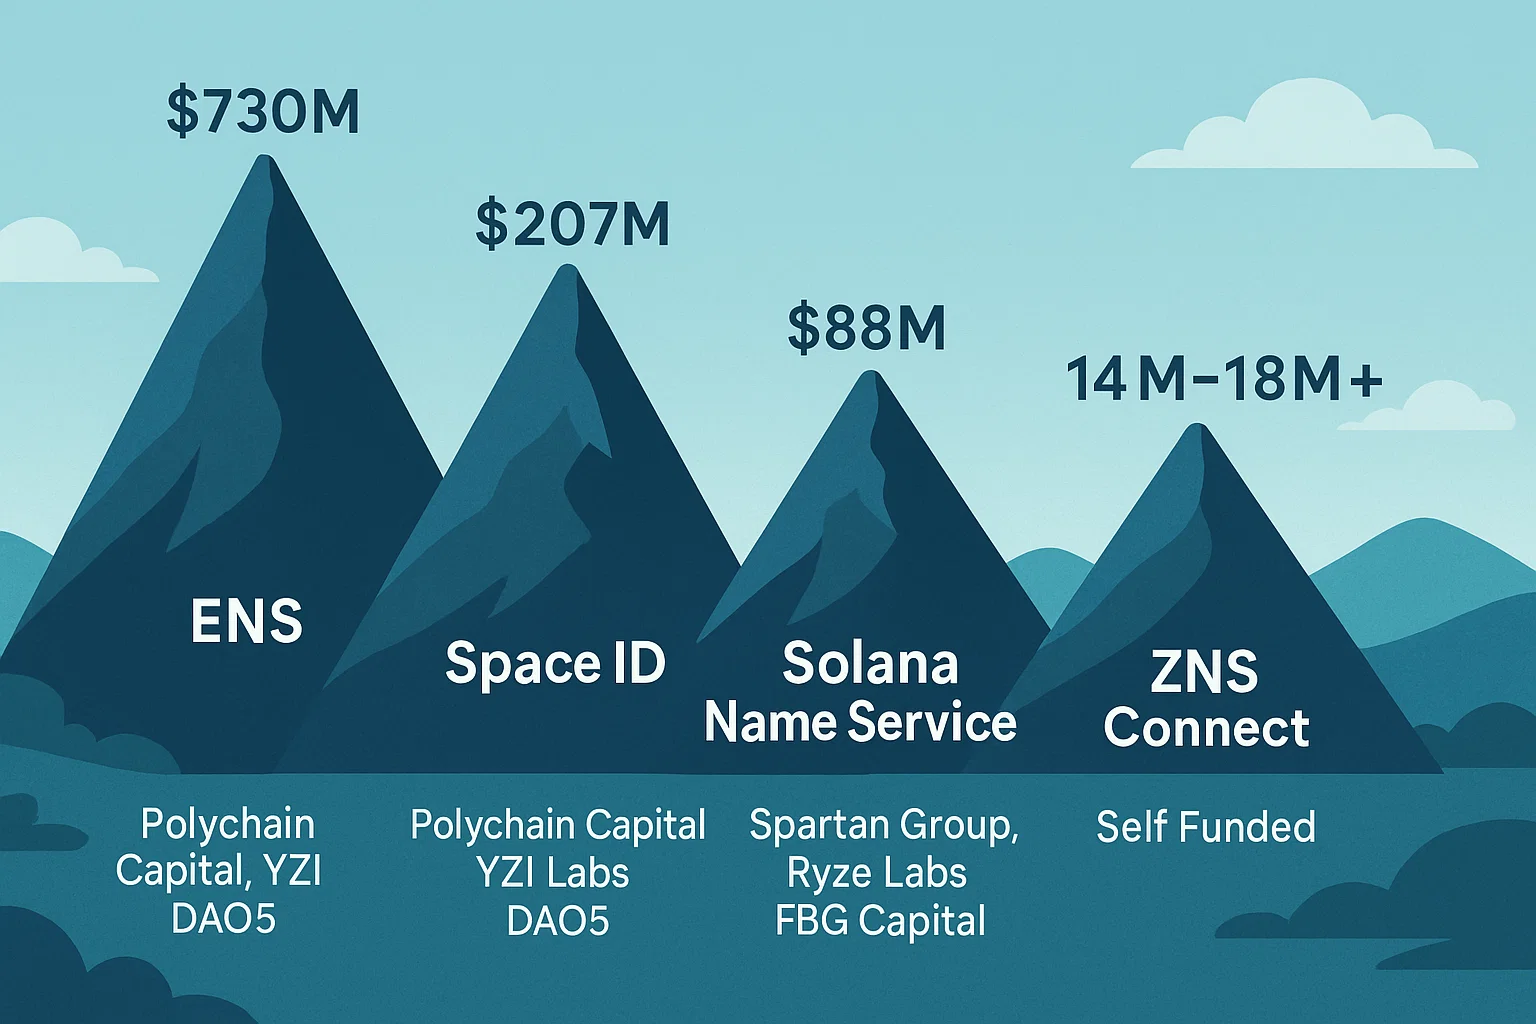 $730M
$207M
$88M
14M–18M+
ENS
Space ID
Solana
Name Service
ZNS
Connect
Polychain
Capital, YZI
DAO5
Polychain Capital
YZI Labs
DAO5
Spartan Group,
Ryze Labs
FBG Capital
Self Funded